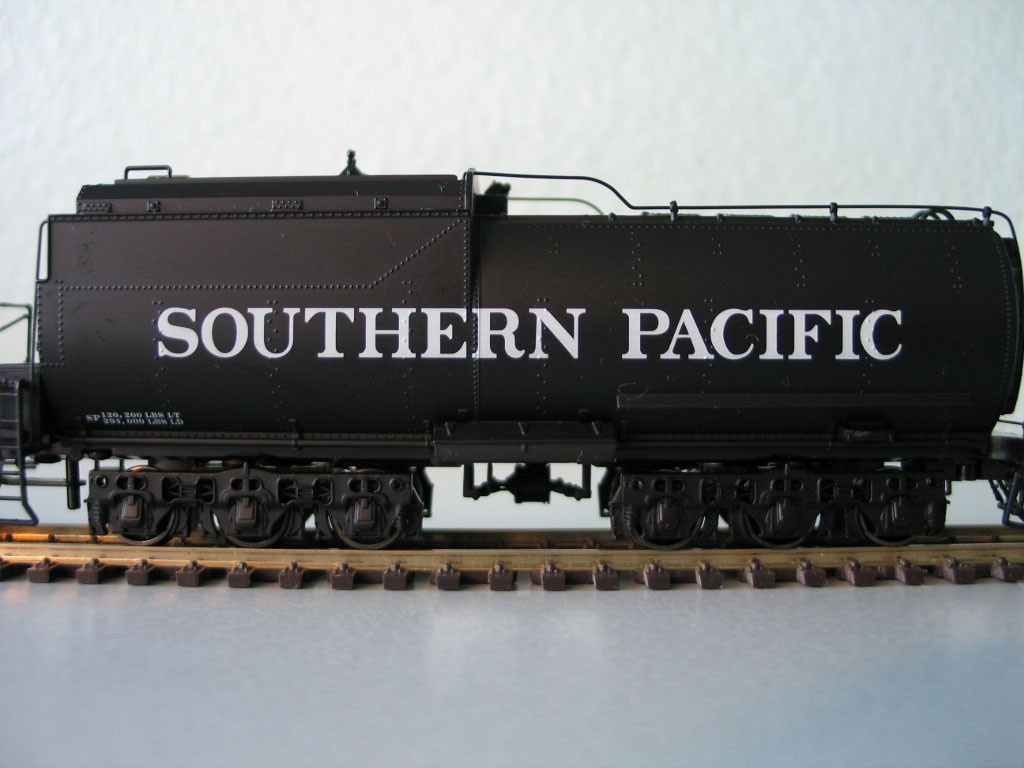 SOUTHERN PACIFIC
SP 120,200 LBS LT
294,000 LBS LD